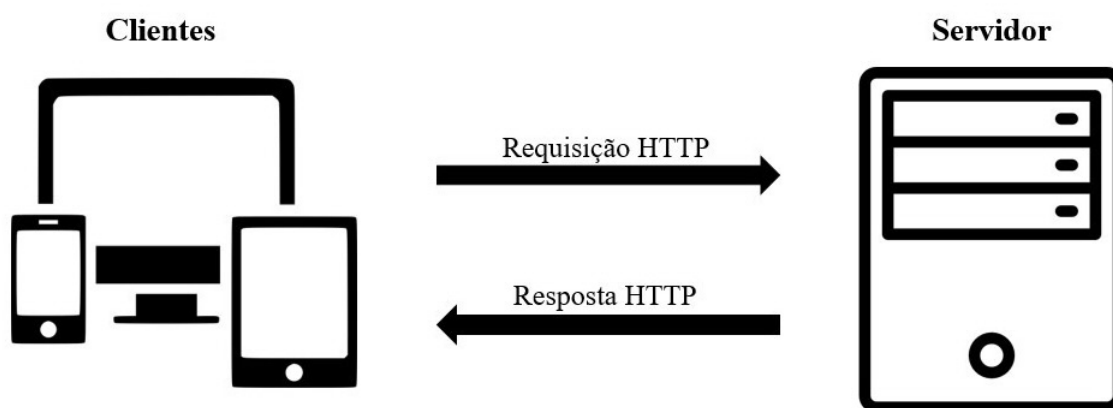 Clientes
Servidor
Requisição HTTP
Resposta HTTP